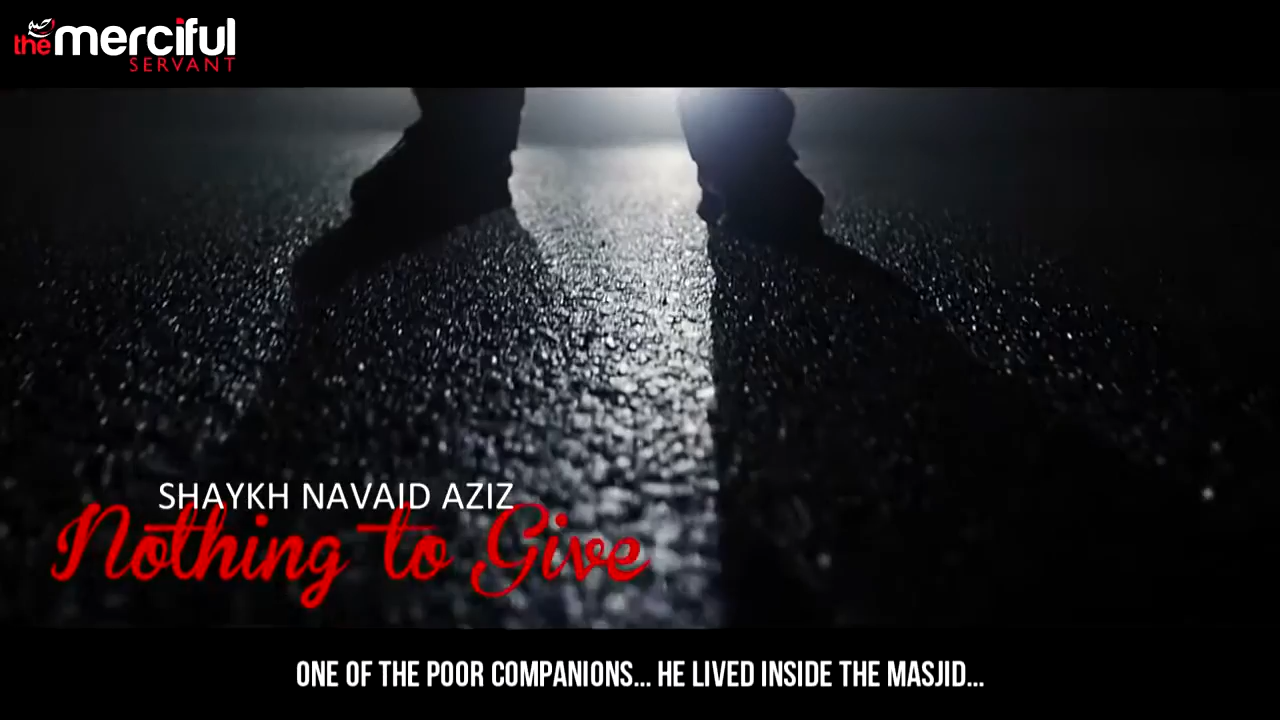 the merciful
SERVANT
SHAYKH NAVAID AZIZ
Nothing to Give
ONE OF THE POOR COMPANIONS... HE LIVED INSIDE THE MASJID...